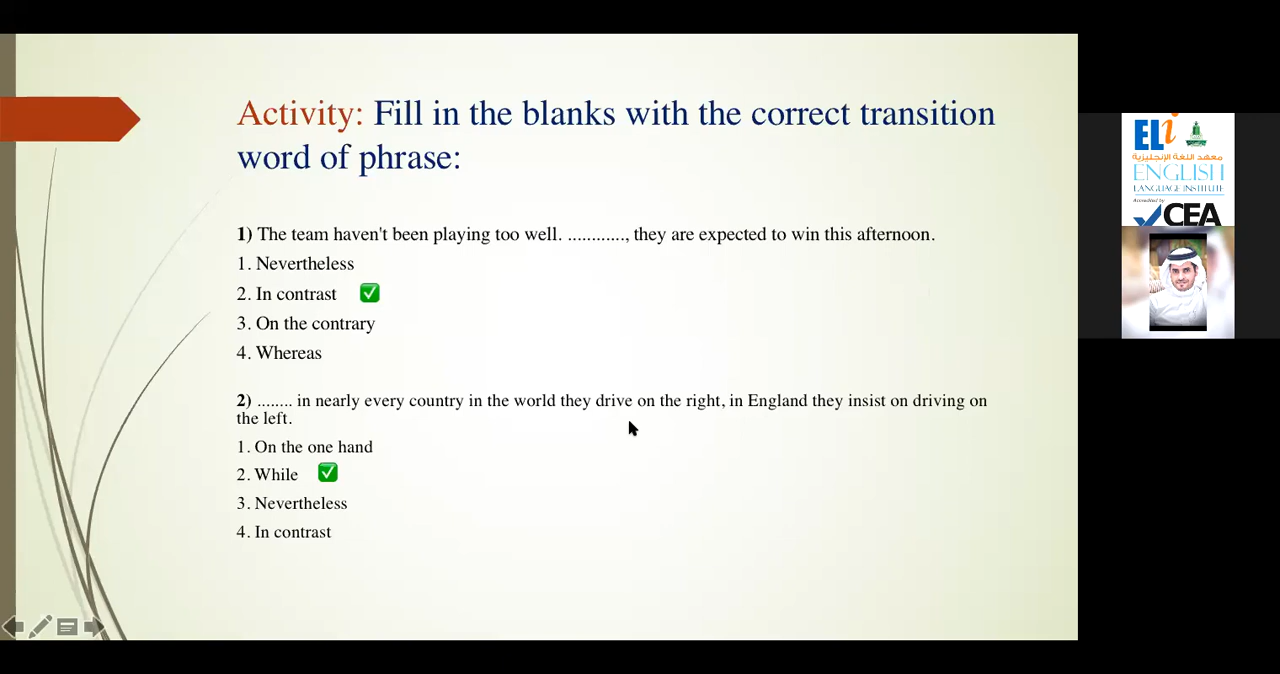 Activity: Fill in the blanks with the correct transition
word of phrase:
1) The team haven't been playing too well. ............, they are expected to win this afternoon.
1. Nevertheless
2. In contrast ✅
3. On the contrary
4. Whereas
2) ........ in nearly every country in the world they drive on the right, in England they insist on driving on
the left.
1. On the one hand
2. While ✅
3. Nevertheless
4. In contrast
ELi
معهد اللغة الإنجليزية
ENGLISH
LANGUAGE INSTITUTE
Accredited by
CEA